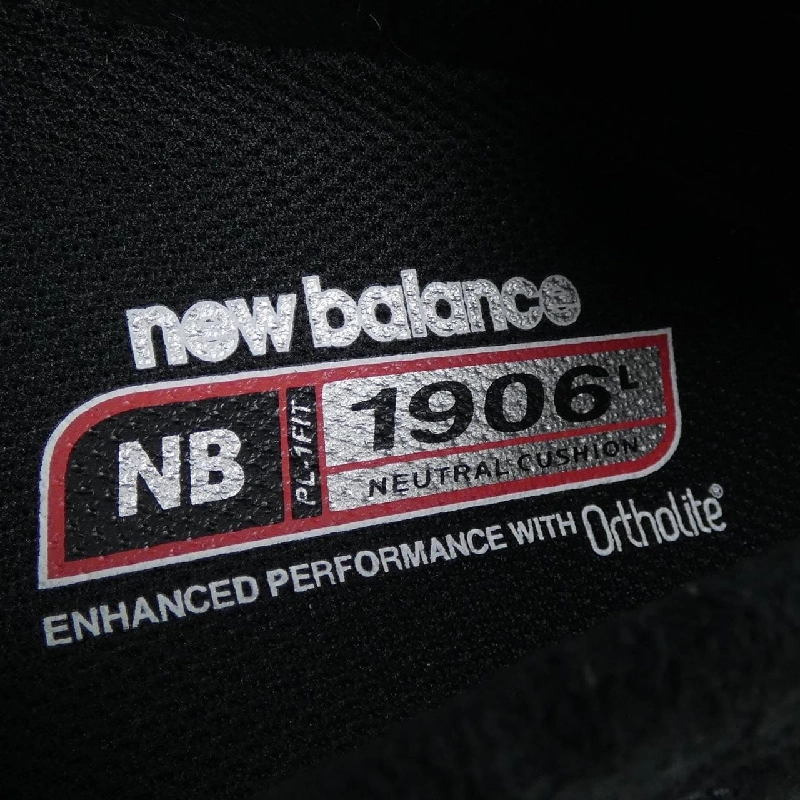 new balance
NB
PL-1FIT
1906L
NEUTRAL CUSHION
ENHANCED PERFORMANCE WITH Ortholite®